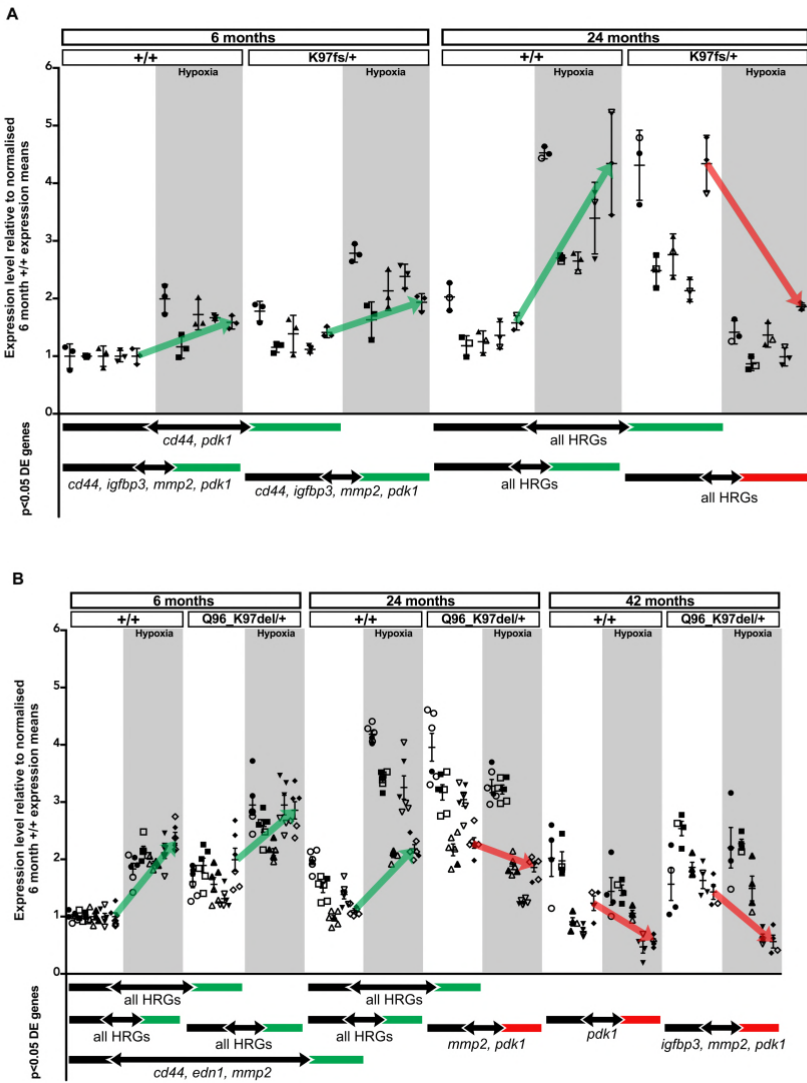 A
6 months
24 months
+/+
K97fs/+
+/+
K97fs/+
Hypoxia
Hypoxia
Hypoxia
Hypoxia
Expression level relative to normalised
6 month +/+ expression means
6
5
4
3
2
1
0
p<0.05 DE genes
cd44, pdk1
all HRGs
cd44, igfbp3, mmp2, pdk1
cd44, igfbp3, mmp2, pdk1
all HRGs
all HRGs
B
6 months
24 months
42 months
+/+
Q96_K97del/+
+/+
Q96_K97del/+
+/+
Q96_K97del/+
Hypoxia
Hypoxia
Hypoxia
Hypoxia
Hypoxia
Hypoxia
Expression level relative to normalised
6 month +/+ expression means
6
5
4
3
2
1
0
p<0.05 DE genes
all HRGs
all HRGs
all HRGs
all HRGs
all HRGs
mmp2, pdk1
pdk1
igfbp3, mmp2, pdk1
cd44, edn1, mmp2